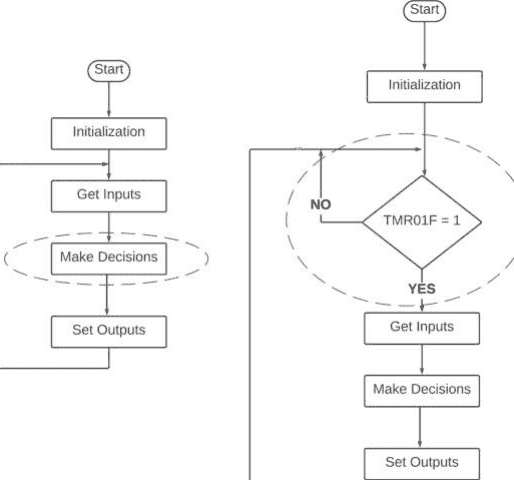 Start
Initialization
Get Inputs
Make Decisions
Set Outputs
Start
Initialization
TMR01F = 1
NO
YES
Get Inputs
Make Decisions
Set Outputs